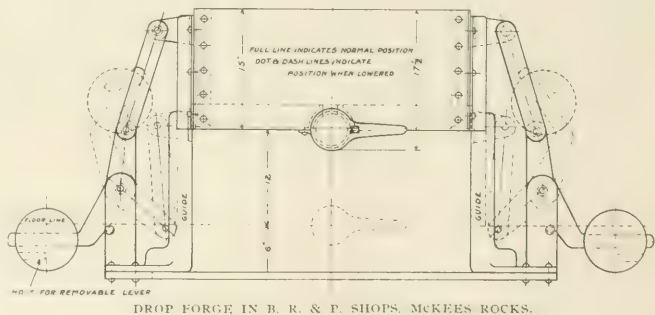 FULL LINE INDICATES NORMAL POSITION
DOT & DASH LINES INDICATE
POSITION WHEN LOWERED
15"
17½
12
6"
GUIDE
GUIDE
FLOOR LINE
FOR REMOVABLE LEVER
DROP FORGE IN B. R. & P. SHOPS, McKEES ROCKS.